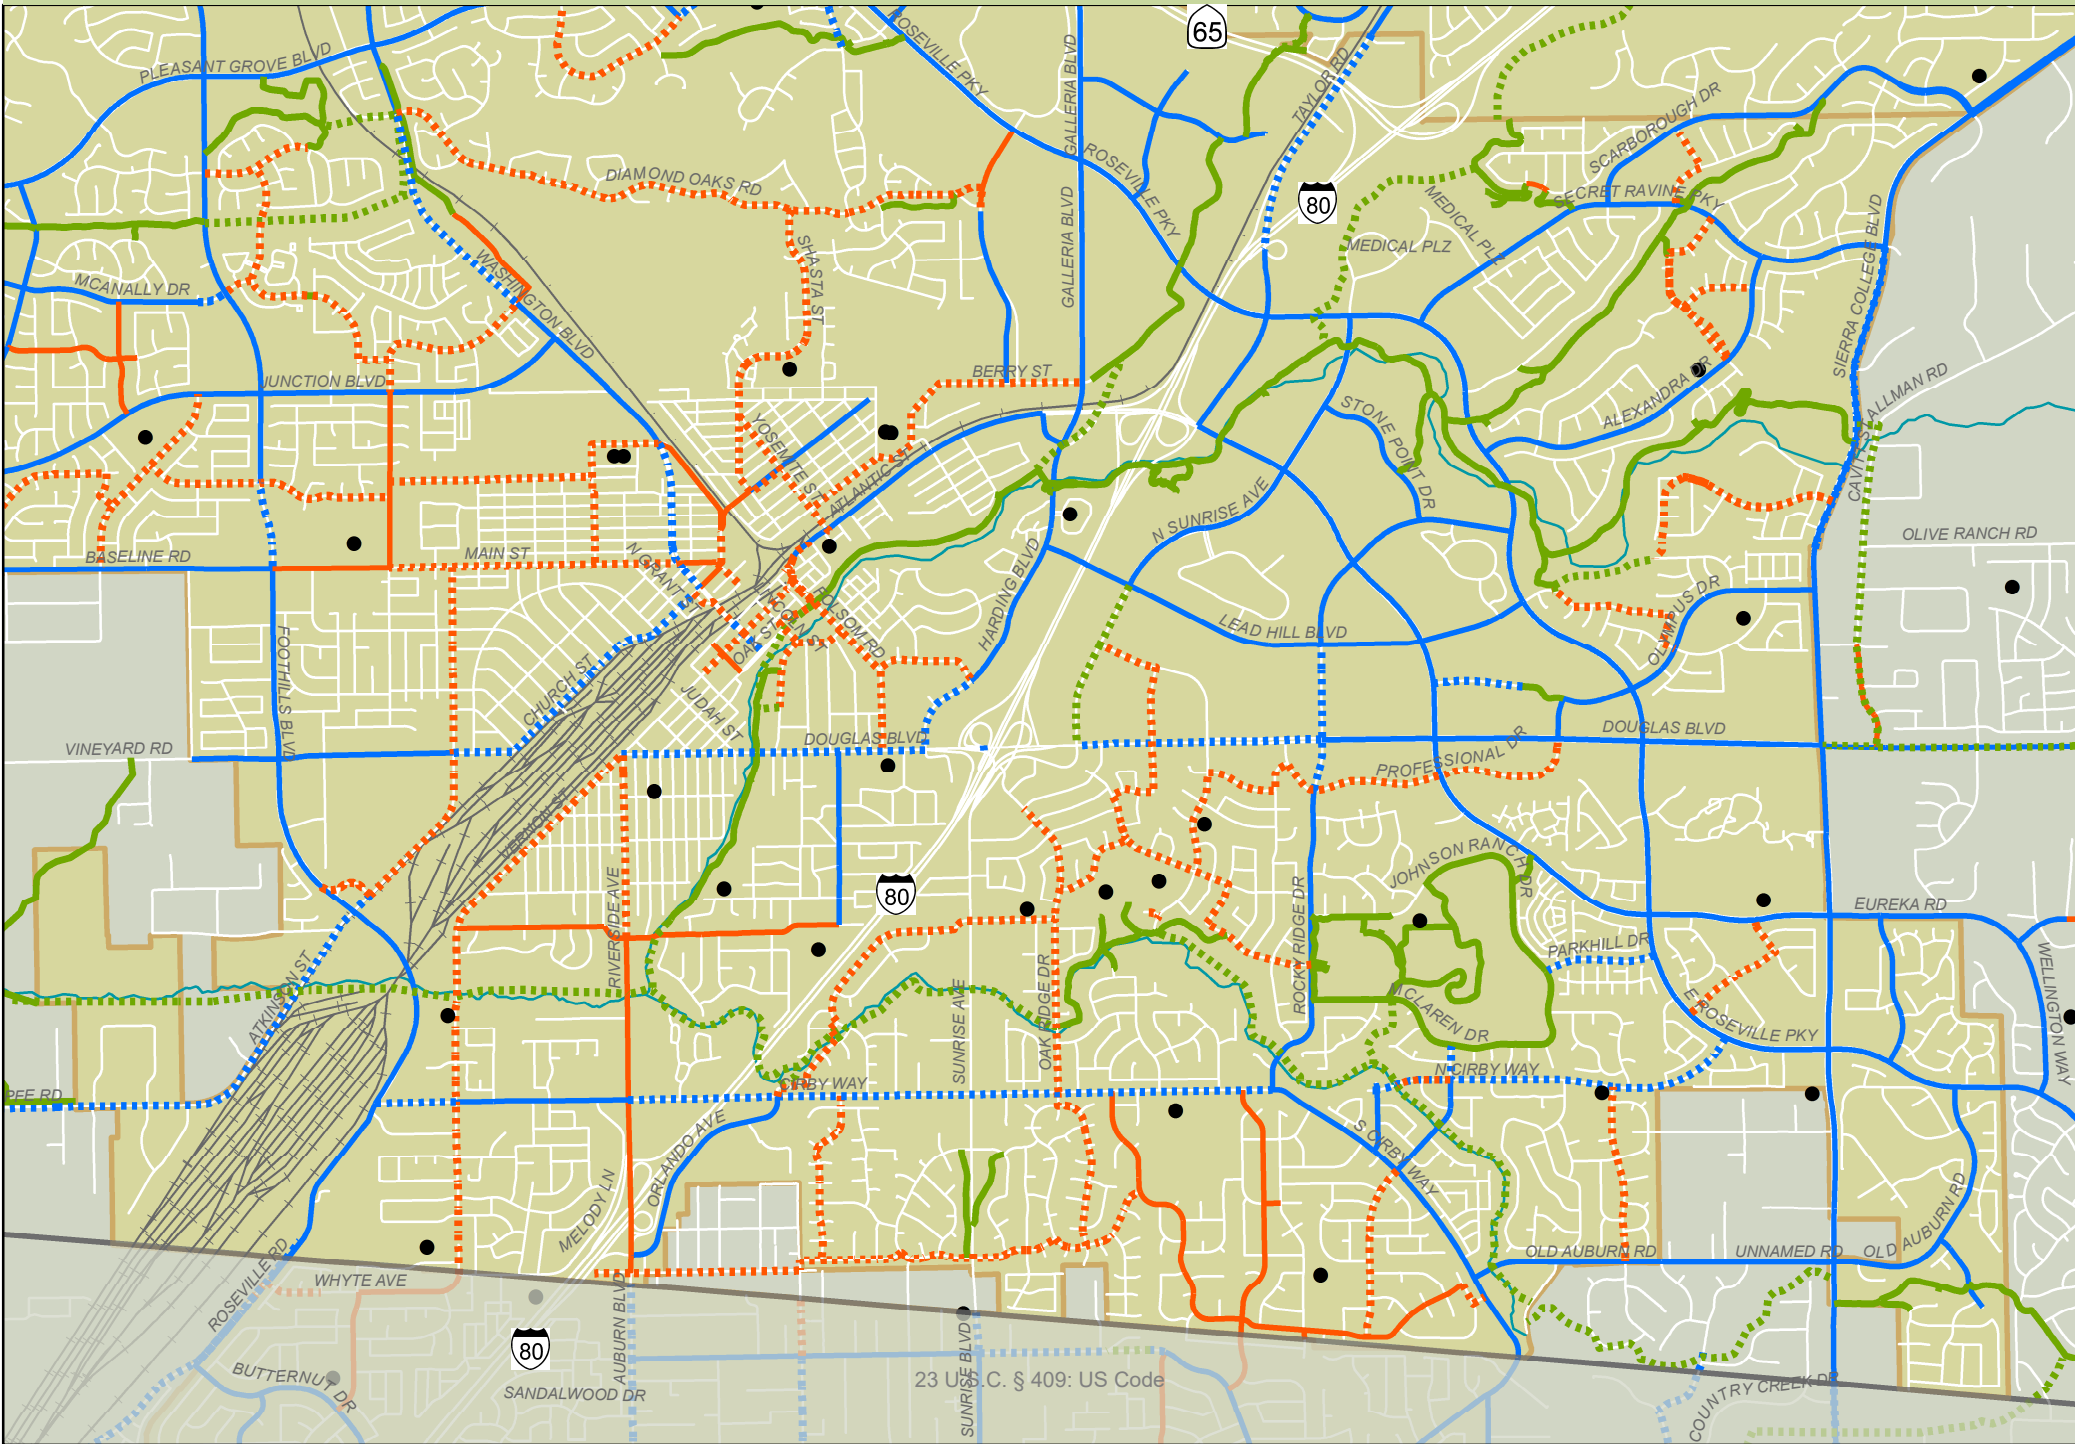 65
ROSEVILLE PKY
GALLERIA BLVD
TAYLOR RD
PLEASANT GROVE BLVD
SCARBOROUGH DR
ROSEVILLE PKY
DIAMOND OAKS RD
80
MEDICAL PLZ
SECRET RAVINE PKY
GALLERIA BLVD
SHASTA ST
MEDICAL PLZ
SIERRA COLLEGE BLVD
WASHINGTON BLVD
MCANALLY DR
BERRY ST
JUNCTION BLVD
ALEXANDRA DR
CAVITT STALLMAN RD
STONE POINT DR
YOSEMITE ST
ATLANTIC ST
N SUNRISE AVE
OLIVE RANCH RD
BASELINE RD
MAIN ST
N GRANT ST
HARDING BLVD
LINCOLN ST
FOLSOM RD
OAK ST
LEAD HILL BLVD
OLYMPUS DR
FOOTHILLS BLVD
CHURCH ST
JUDAH ST
VINEYARD RD
DOUGLAS BLVD
DOUGLAS BLVD
PROFESSIONAL DR
VERNON ST
JOHNSON RANCH DR
80
RIVERSIDE AVE
ROCKY RIDGE DR
EUREKA RD
PARKHILL DR
WELLINGTON WAY
ATKINSON ST
SUNRISE AVE
OAK RIDGE DR
MCLAREN DR
E ROSEVILLE PKY
PFE RD
CIRBY WAY
N CIRBY WAY
ORLANDO AVE
S CIRBY WAY
MELODY LN
OLD AUBURN RD
UNNAMED RD
OLD AUBURN RD
ROSEVILLE RD
WHYTE AVE
AUBURN BLVD
80
SUNRISE BLVD
BUTTERNUT DR
SANDALWOOD DR
23 U.S.C. § 409: US Code
COUNTRY CREEK DR